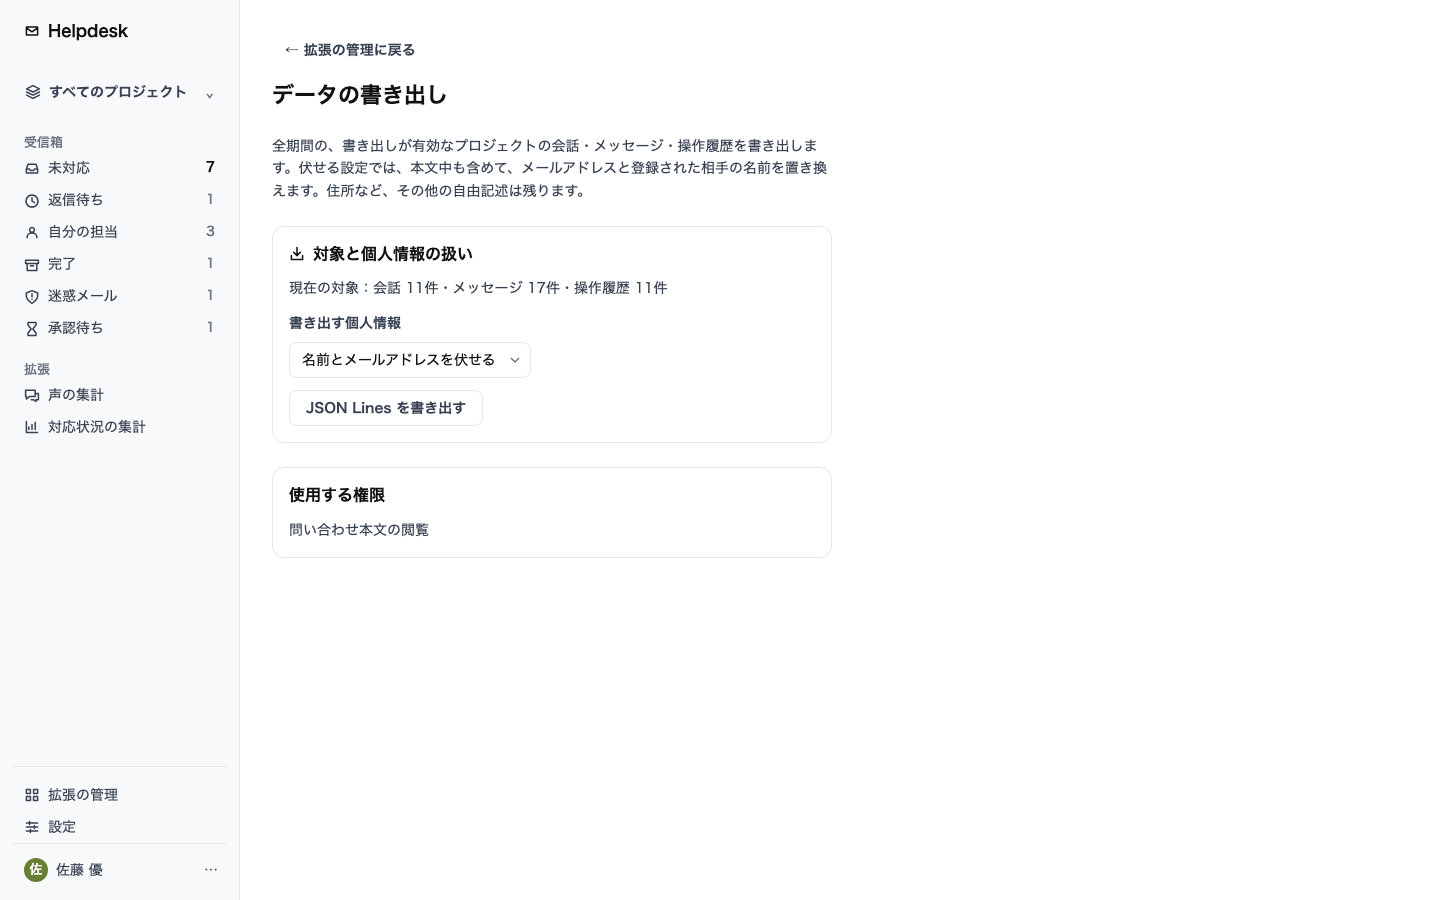 Helpdesk
すべてのプロジェクト
受信箱
未対応 7
返信待ち 1
自分の担当 3
完了 1
迷惑メール 1
承認待ち 1
拡張
声の集計
対応状況の集計
拡張の管理
設定
佐 佐藤 優 …
← 拡張の管理に戻る
データの書き出し
全期間の、書き出しが有効なプロジェクトの会話・メッセージ・操作履歴を書き出しま
す。伏せる設定では、本文中も含めて、メールアドレスと登録された相手の名前を置き換
えます。住所など、その他の自由記述は残ります。
対象と個人情報の扱い
現在の対象：会話 11件・メッセージ 17件・操作履歴 11件
書き出す個人情報
名前とメールアドレスを伏せる
JSON Lines を書き出す
使用する権限
問い合わせ本文の閲覧